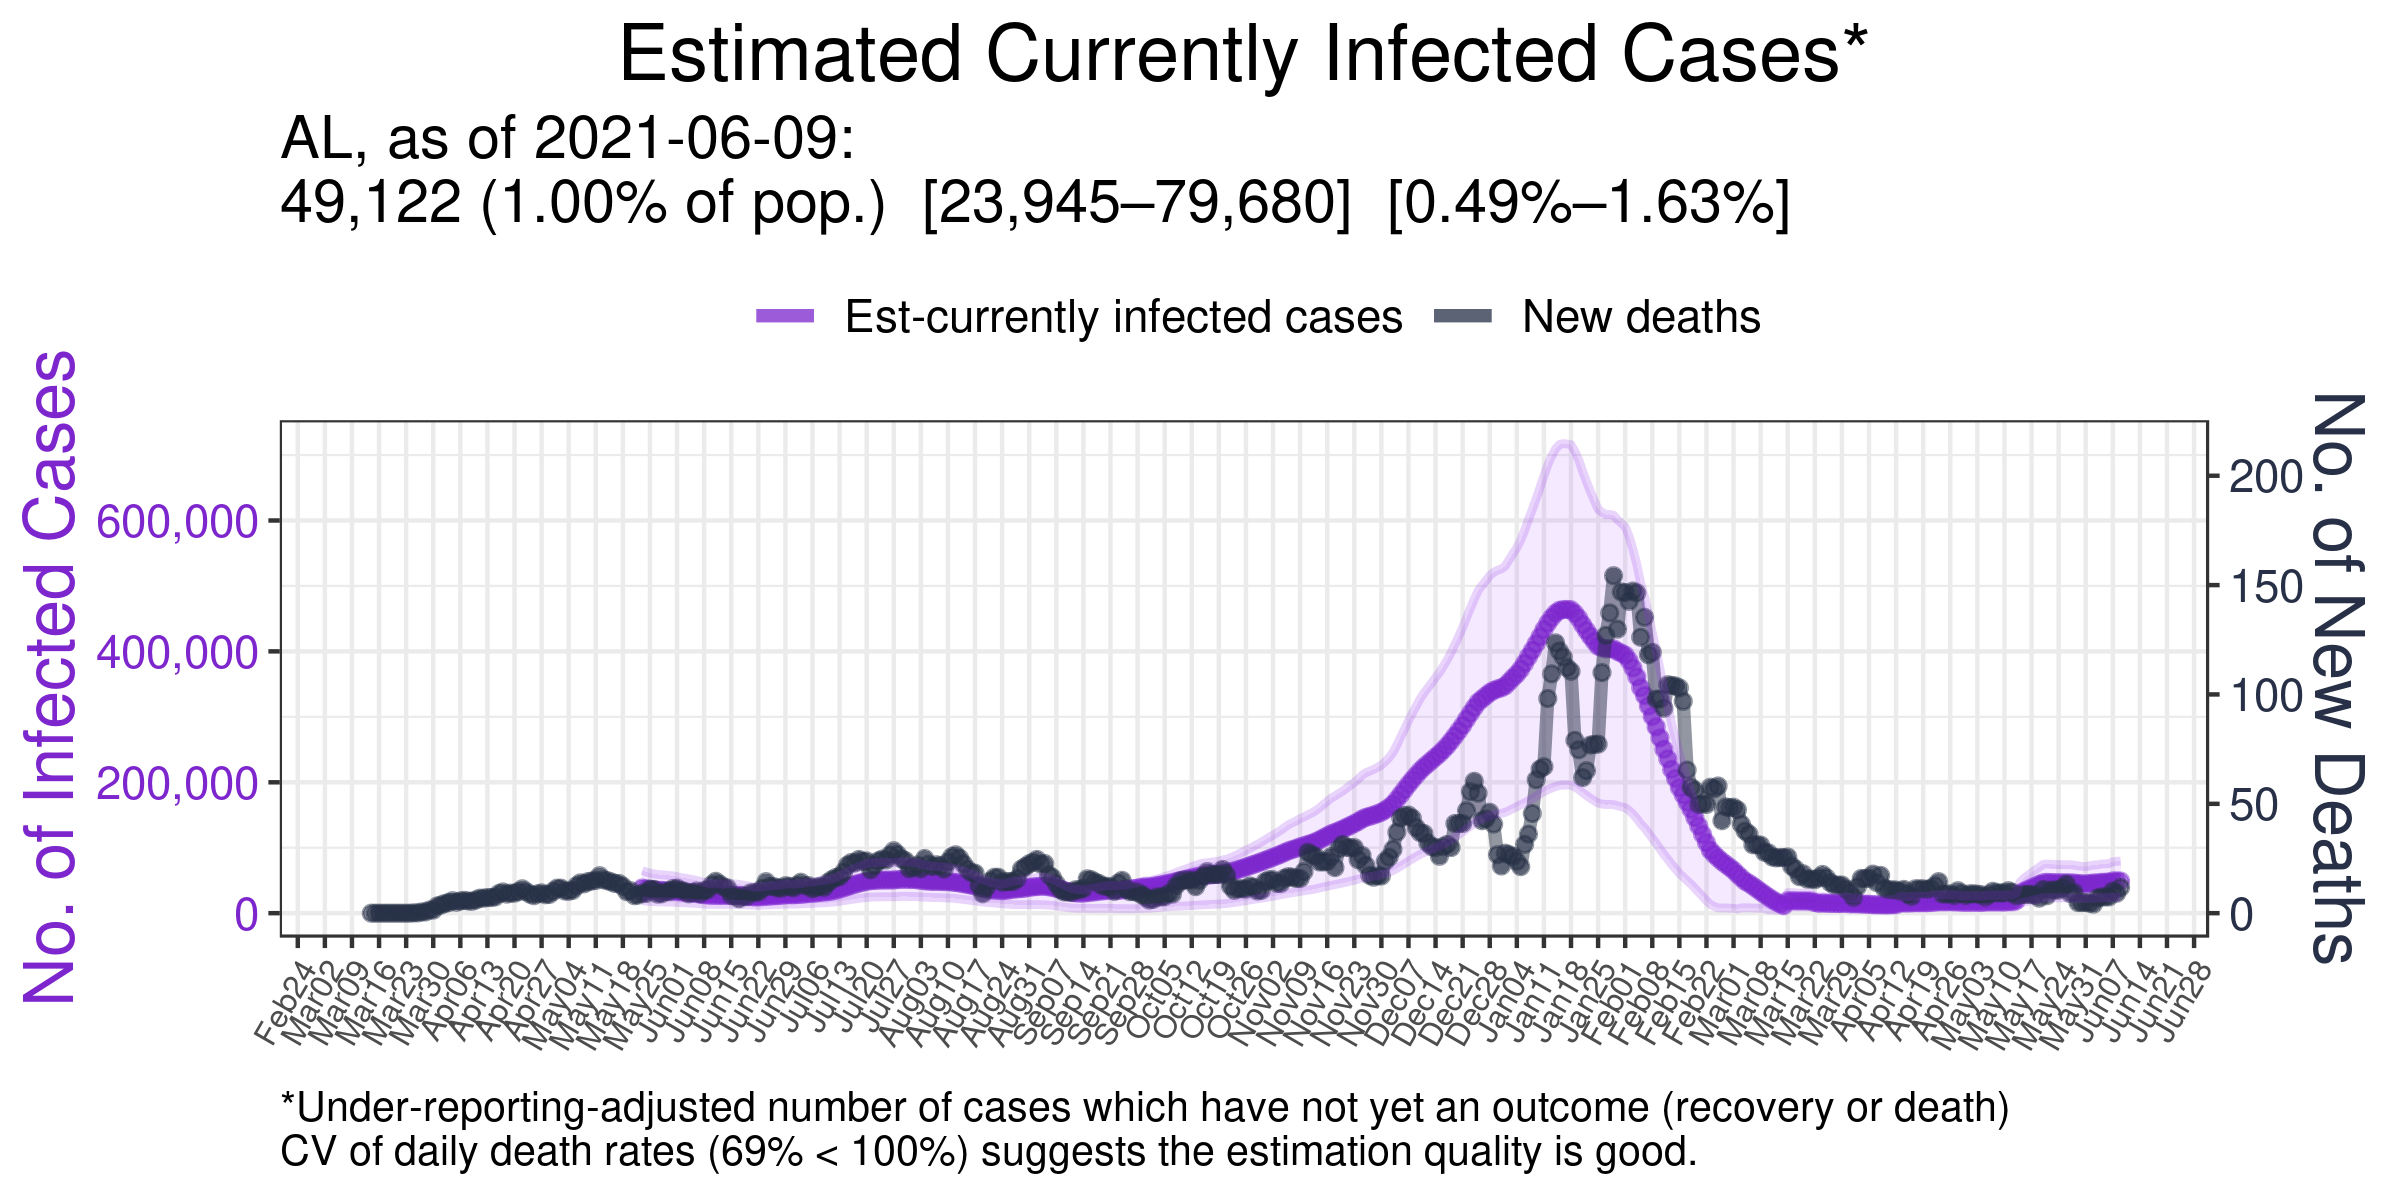 Estimated Currently Infected Cases*
AL, as of 2021-06-09:
49,122 (1.00% of pop.) [23,945–79,680] [0.49%–1.63%]
Est-currently infected cases
New deaths
No. of Infected Cases
600,000
400,000
200,000
0
200
150
100
50
0
No. of New Deaths
Feb24
Mar02
Mar09
Mar16
Mar23
Mar30
Apr06
Apr13
Apr20
Apr27
May04
May11
May18
May25
Jun01
Jun08
Jun15
Jun22
Jun29
Jul06
Jul13
Jul20
Jul27
Aug03
Aug10
Aug17
Aug24
Aug31
Sep07
Sep14
Sep21
Sep28
Oct05
Oct12
Oct19
Oct26
Nov02
Nov09
Nov16
Nov23
Nov30
Dec07
Dec14
Dec21
Dec28
Jan04
Jan11
Jan18
Jan25
Feb01
Feb08
Feb15
Feb22
Mar01
Mar08
Mar15
Mar22
Mar29
Apr05
Apr12
Apr19
Apr26
May03
May10
May17
May24
May31
Jun07
Jun14
Jun21
Jun28
*Under-reporting-adjusted number of cases which have not yet an outcome (recovery or death)
CV of daily death rates (69% < 100%) suggests the estimation quality is good.